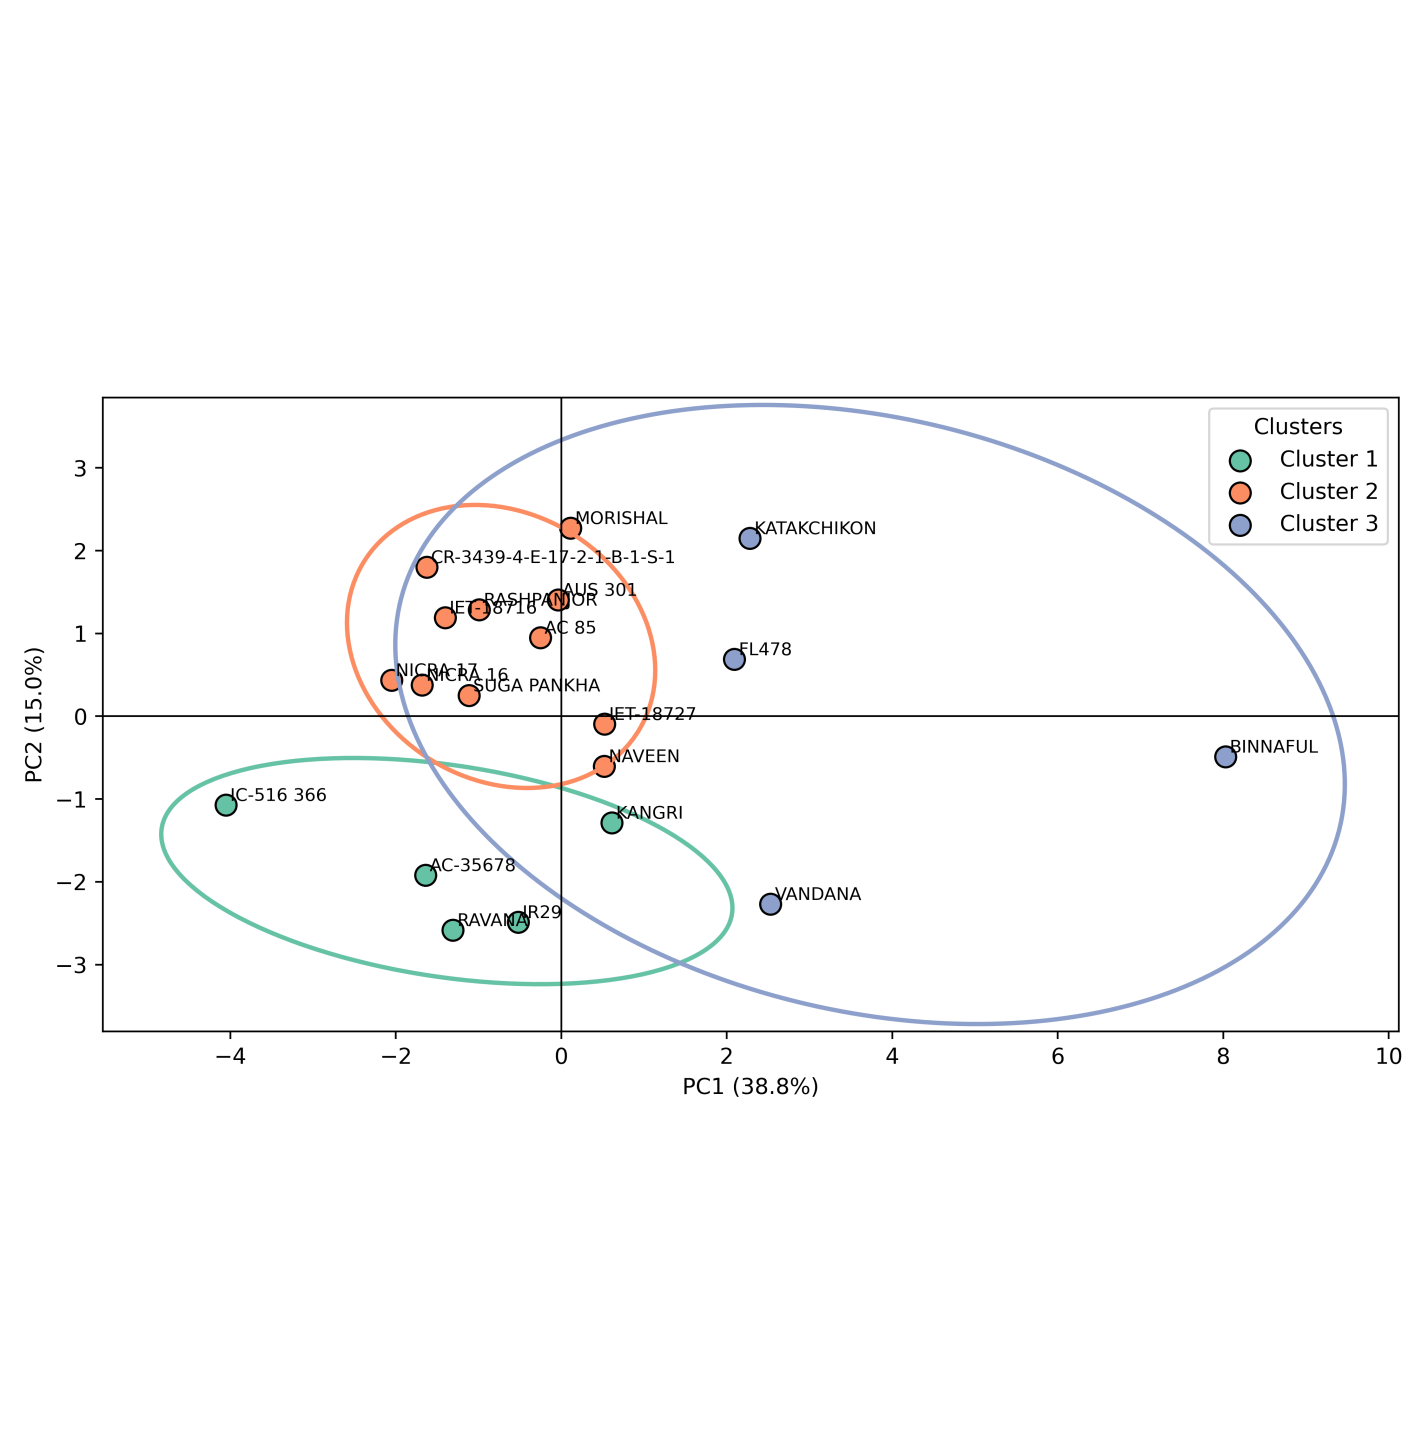 Clusters
Cluster 1
Cluster 2
Cluster 3
MORISHAL
KATAKCHIKON
CR-3439-4-E-17-2-1-B-1-S-1
AUS 301
RASHPANJOR
IET-18716
AC 85
FL478
NICRA 17
NICRA 16
SUGA PANKHA
IET-18727
BINNAFUL
NAVEEN
IC-516 366
KANGRI
AC-35678
VANDANA
IR29
RAVANA
3
2
1
0
−1
−2
−3
PC2 (15.0%)
−4
−2
0
2
4
6
8
10
PC1 (38.8%)